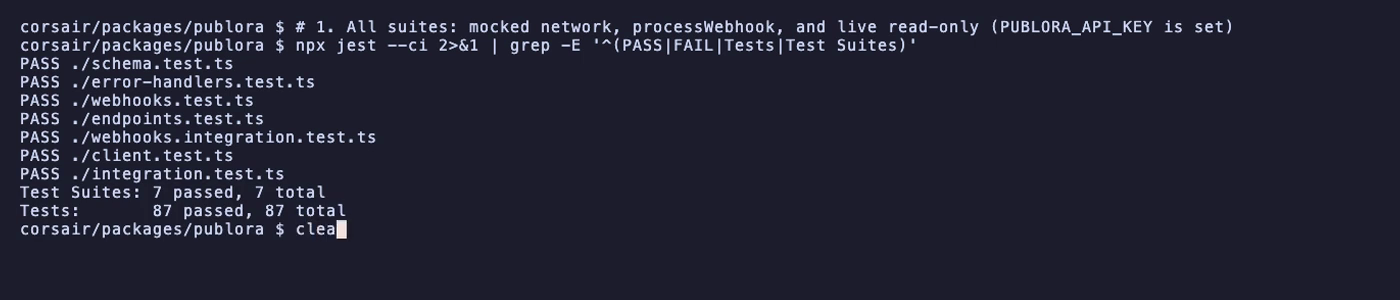 corsair/packages/publora $ # 1. All suites: mocked network, processWebhook, and live read-only (PUBLORA_API_KEY is set)
corsair/packages/publora $ npx jest --ci 2>&1 | grep -E '^(PASS|FAIL|Tests|Test Suites)'
PASS ./schema.test.ts
PASS ./error-handlers.test.ts
PASS ./webhooks.test.ts
PASS ./endpoints.test.ts
PASS ./webhooks.integration.test.ts
PASS ./client.test.ts
PASS ./integration.test.ts
Test Suites: 7 passed, 7 total
Tests:       87 passed, 87 total
corsair/packages/publora $ clea